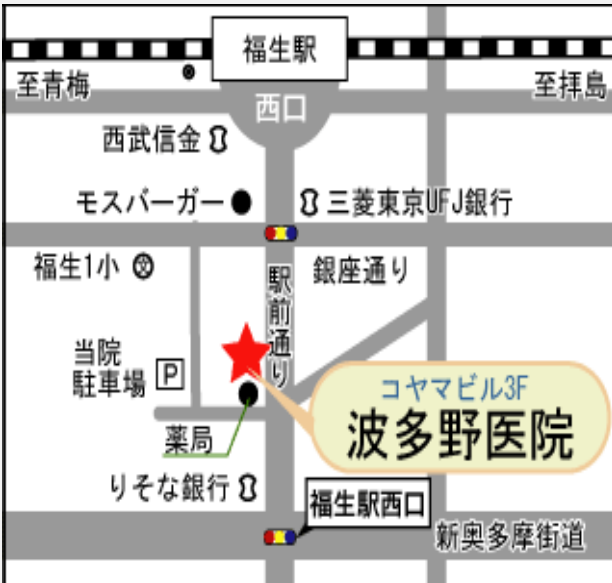 福生駅
至青梅
至拝島
西口
西武信金
モスバーガー
三菱東京UFJ銀行
福生1小
文
駅前通り
銀座通り
当院
駐車場
P
コヤマビル3F
波多野医院
薬局
りそな銀行
福生駅西口
新奥多摩街道